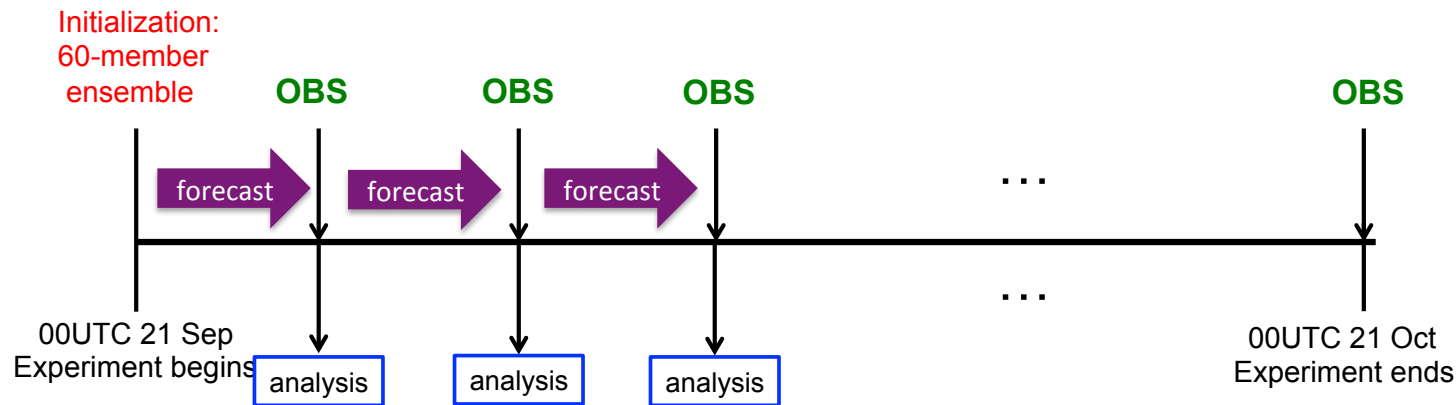 Initialization:
60-member
ensemble
OBS
OBS
OBS
OBS
forecast
forecast
forecast
...
...
00UTC 21 Sep
Experiment begins
analysis
analysis
analysis
00UTC 21 Oct
Experiment ends